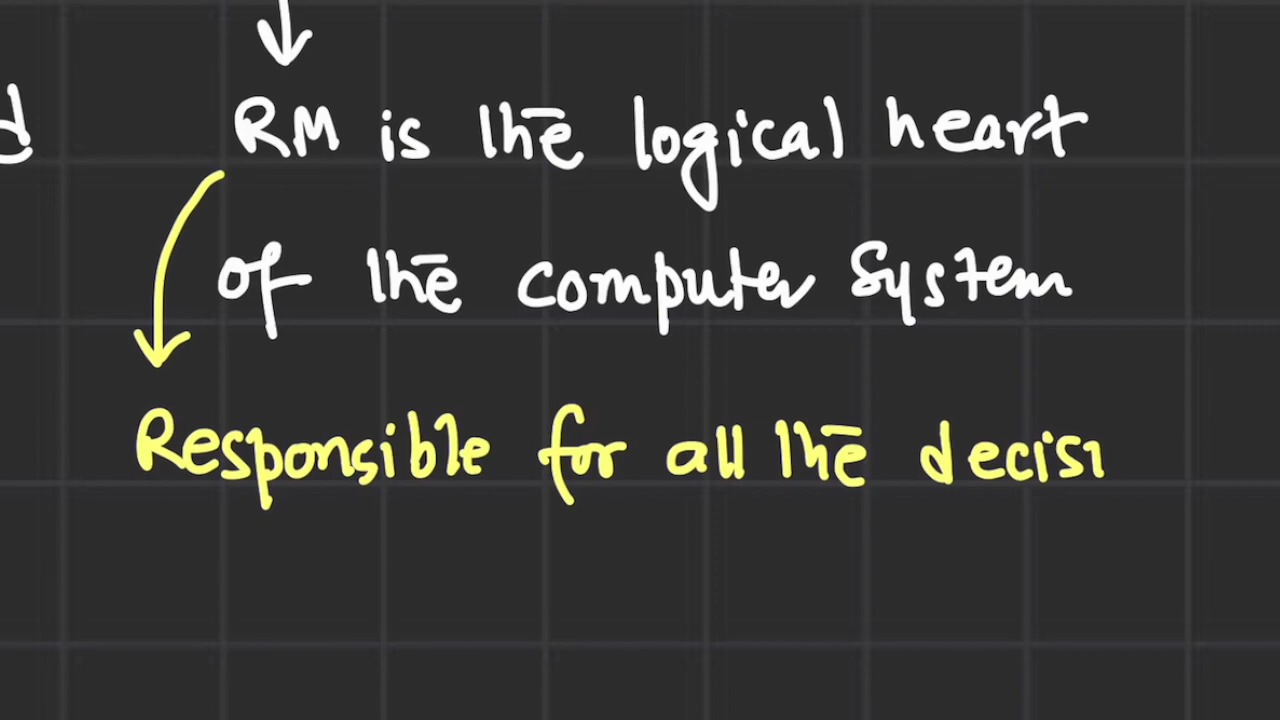 d RM is the logical heart
of the computer system
Responsible for all the decisi